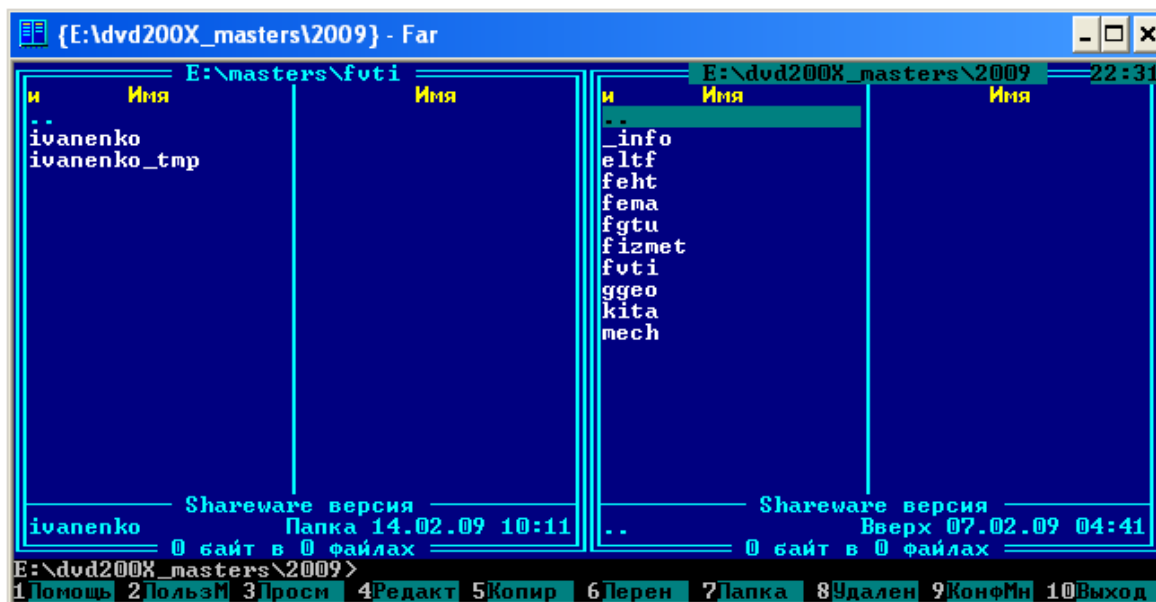 {E:\dvd200X_masters\2009} - Far
E:\masters\fvti
и Имя Имя
..
ivanenko
ivanenko_tmp
Shareware версия
ivanenko Папка 14.02.09 10:11
0 байт в 0 файлах
E:\dvd200X_masters\2009 22:31
и Имя Имя
..
_info
eltf
feht
fema
fgtu
fizmet
fvti
ggeo
kita
mech
Shareware версия
.. Вверх 07.02.09 04:41
0 байт в 0 файлах
E:\dvd200X_masters\2009>
1Помощь 2ПользМ 3Просм 4Редакт 5Копир 6Перен 7Папка 8Удален 9КонфМн 10Выход